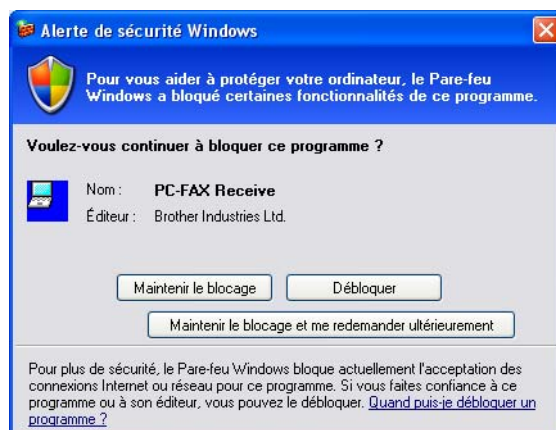 Alerte de sécurité Windows
Pour vous aider à protéger votre ordinateur, le Pare-feu
Windows a bloqué certaines fonctionnalités de ce programme.
Voulez-vous continuer à bloquer ce programme ?
Nom : PC-FAX Receive
Éditeur : Brother Industries Ltd.
Maintenir le blocage Débloquer
Maintenir le blocage et me redemander ultérieurement
Pour plus de sécurité, le Pare-feu Windows bloque actuellement l'acceptation des
connexions Internet ou réseau pour ce programme. Si vous faites confiance à ce
programme ou à son éditeur, vous pouvez le débloquer. Quand puis-je débloquer un
programme ?